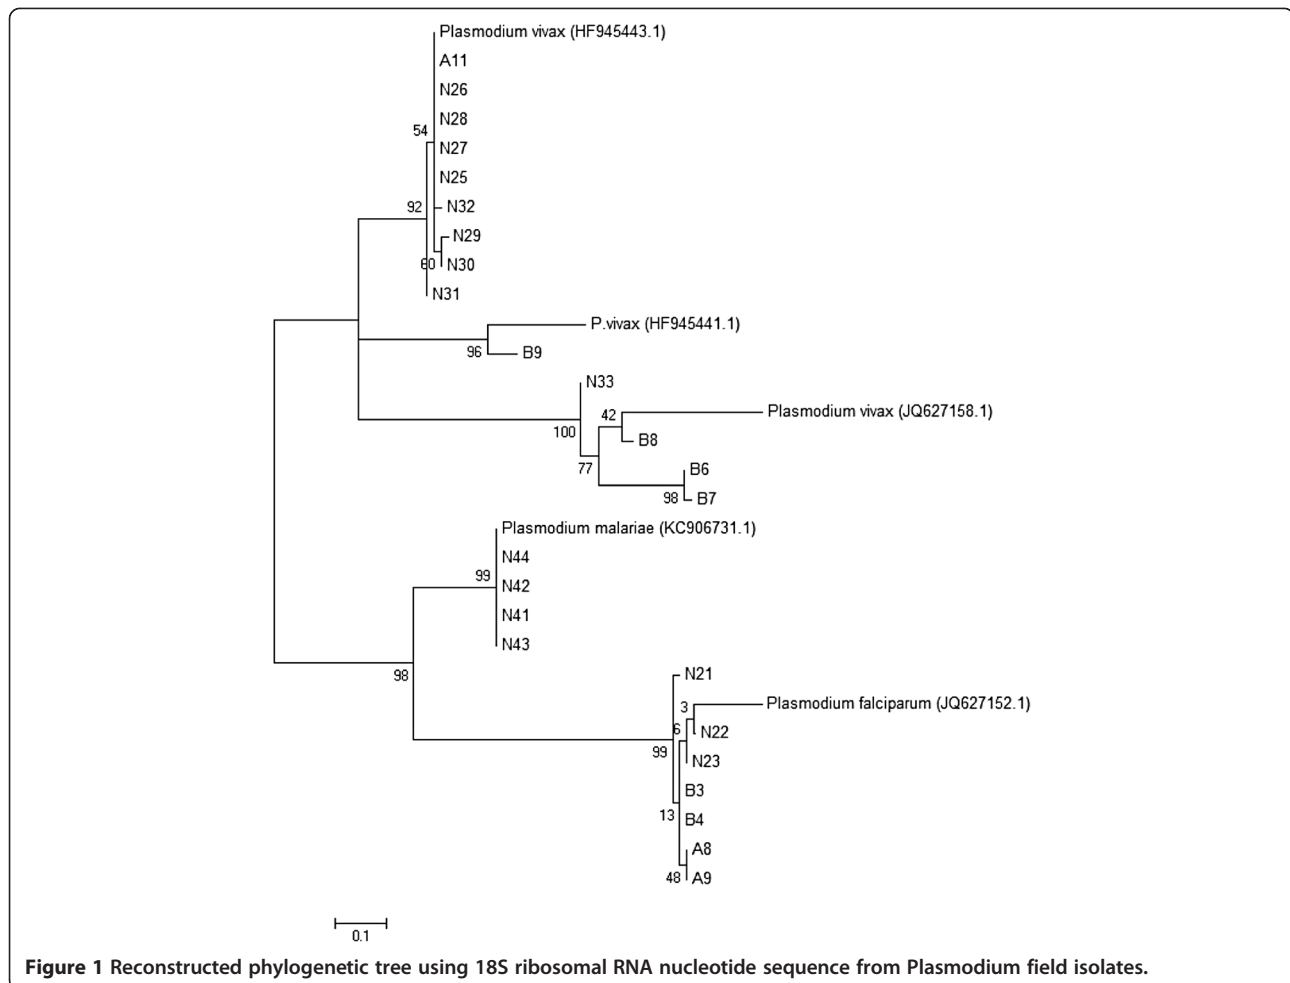 Plasmodium vivax (HF945443.1)
A11
N26
N28
54
N27
N25
92
N32
N29
60
N30
N31
P.vivax (HF945441.1)
96
B9
N33
42
Plasmodium vivax (JQ627158.1)
100
B8
77
B6
98
B7
Plasmodium malariae (KC906731.1)
N44
99
N42
N41
N43
98
N21
3
Plasmodium falciparum (JQ627152.1)
6
N22
99
N23
B3
13
B4
A8
48
A9
0.1
Figure 1 Reconstructed phylogenetic tree using 18S ribosomal RNA nucleotide sequence from Plasmodium field isolates.